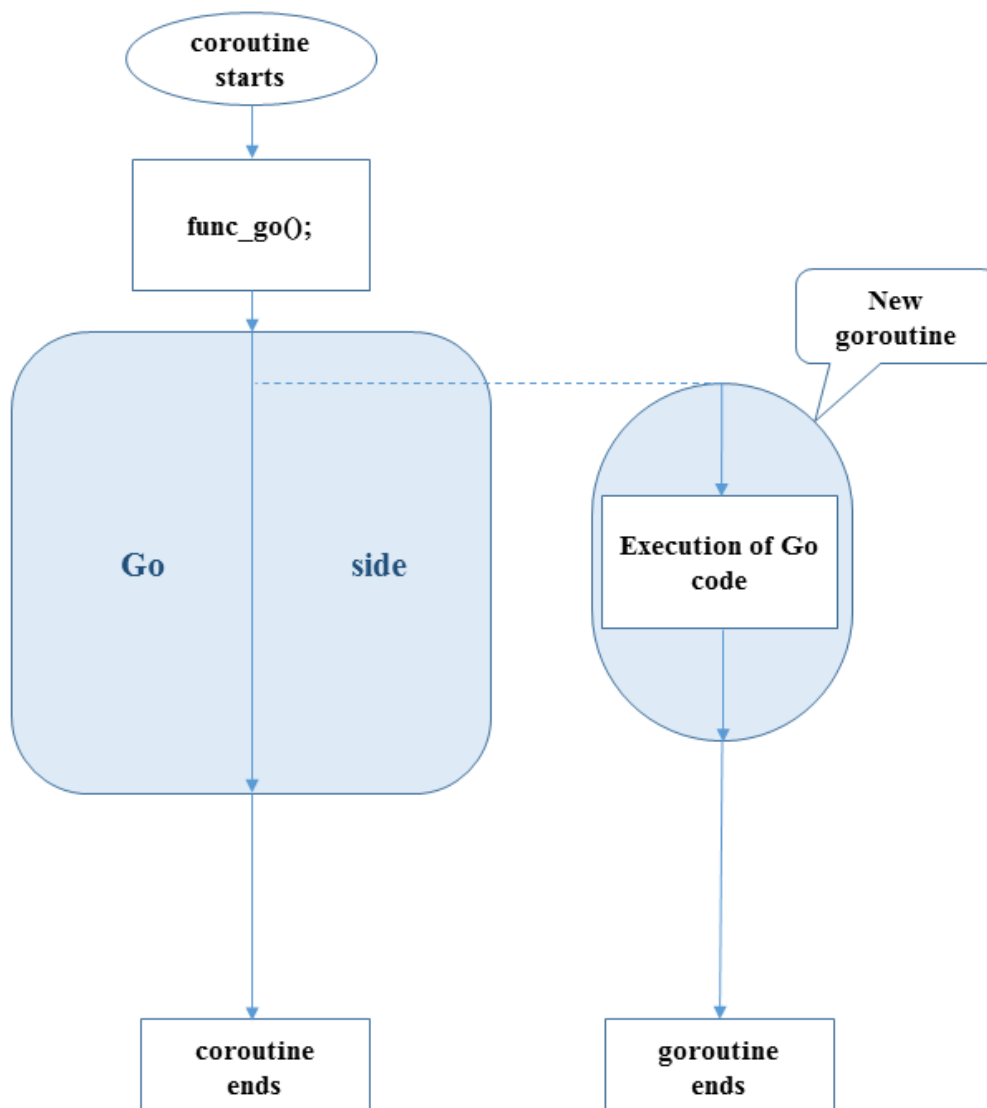 coroutine
starts
func_go();
New
goroutine
Go side
Execution of Go
code
coroutine
ends
goroutine
ends